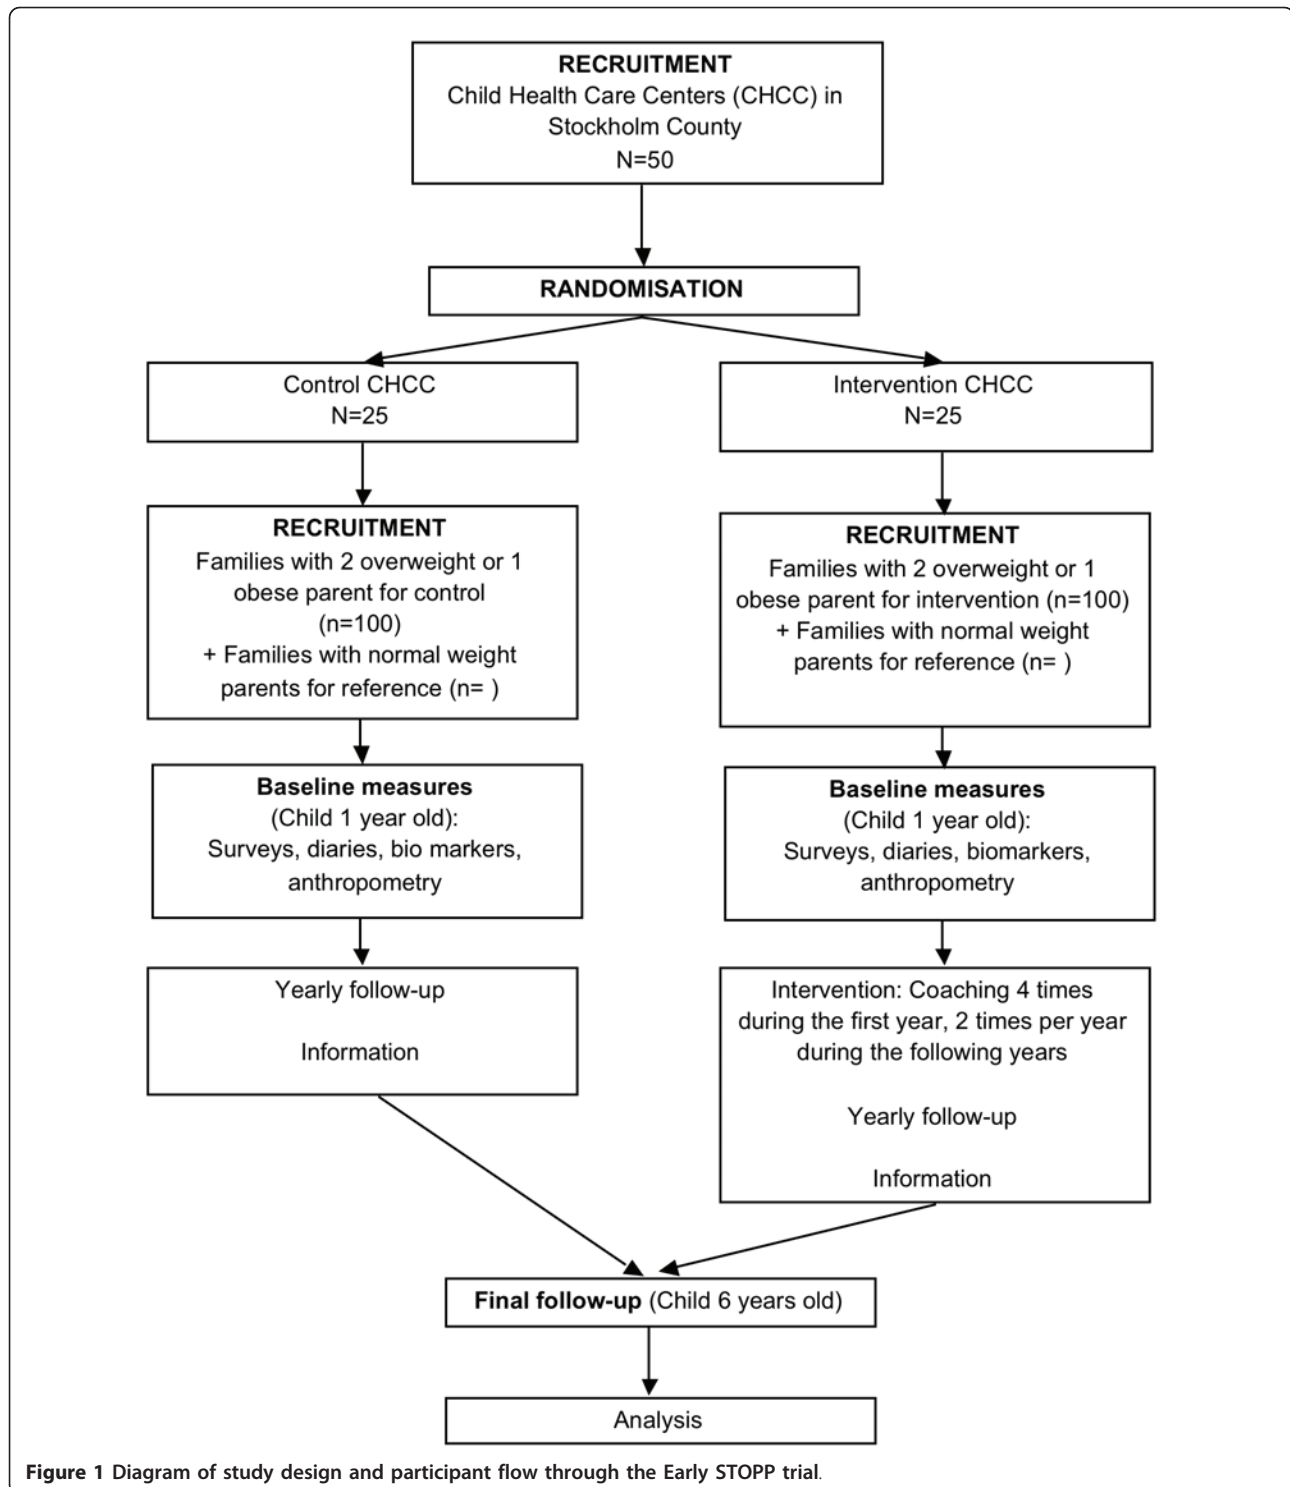 RECRUITMENT
Child Health Care Centers (CHCC) in
Stockholm County
N=50
RANDOMISATION
Control CHCC
N=25
Intervention CHCC
N=25
RECRUITMENT
Families with 2 overweight or 1
obese parent for control
(n=100)
+ Families with normal weight
parents for reference (n= )
RECRUITMENT
Families with 2 overweight or 1
obese parent for intervention (n=100)
+ Families with normal weight
parents for reference (n= )
Baseline measures
(Child 1 year old):
Surveys, diaries, bio markers,
anthropometry
Baseline measures
(Child 1 year old):
Surveys, diaries, biomarkers,
anthropometry
Yearly follow-up
Information
Intervention: Coaching 4 times
during the first year, 2 times per year
during the following years
Yearly follow-up
Information
Final follow-up (Child 6 years old)
Analysis
Figure 1 Diagram of study design and participant flow through the Early STOPP trial.